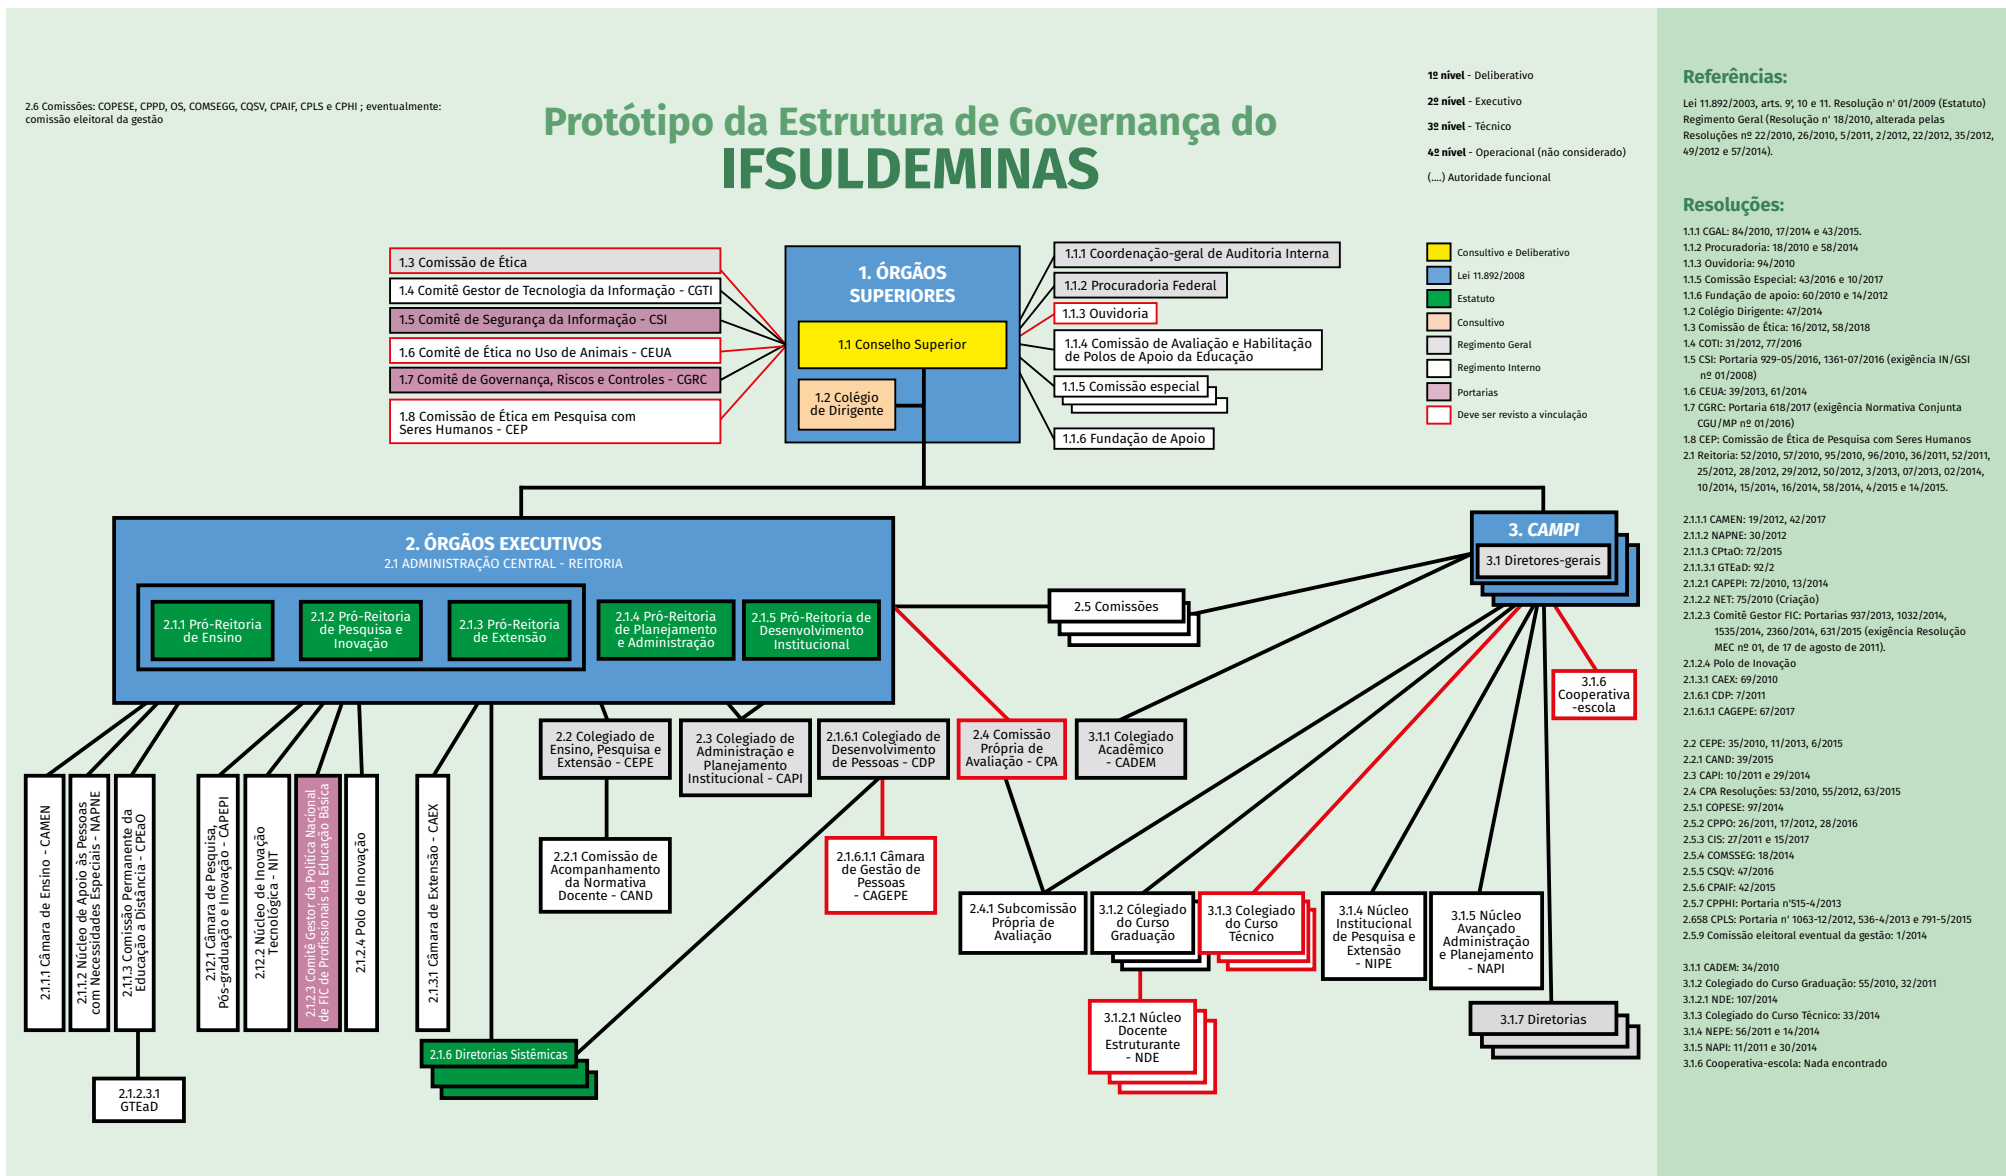 2.6 Comissões: COPESE, CPPD, OS, COMSEGG, CQSV, CPAIF, CPLS e CPHI ; eventualmente:
comissão eleitoral da gestão
Protótipo da Estrutura de Governança do
IFSULDEMINAS
1º nível - Deliberativo
2º nível - Executivo
3º nível - Técnico
4º nível - Operacional (não considerado)
(....) Autoridade funcional
Consultivo e Deliberativo
Lei 11.892/2008
Estatuto
Consultivo
Regimento Geral
Regimento Interno
Portarias
Deve ser revisto a vinculação
1.3 Comissão de Ética
1.4 Comitê Gestor de Tecnologia da Informação - CGTI
1.5 Comitê de Segurança da Informação - CSI
1.6 Comitê de Ética no Uso de Animais - CEUA
1.7 Comitê de Governança, Riscos e Controles - CGRC
1.8 Comissão de Ética em Pesquisa com
Seres Humanos - CEP
1. ÓRGÃOS
SUPERIORES
1.1 Conselho Superior
1.2 Colégio
de Dirigente
1.1.1 Coordenação-geral de Auditoria Interna
1.1.2 Procuradoria Federal
1.1.3 Ouvidoria
1.1.4 Comissão de Avaliação e Habilitação
de Polos de Apoio da Educação
1.1.5 Comissão especial
1.1.6 Fundação de Apoio
2. ÓRGÃOS EXECUTIVOS
2.1 ADMINISTRAÇÃO CENTRAL - REITORIA
2.1.1 Pró-Reitoria
de Ensino
2.1.2 Pró-Reitoria
de Pesquisa e
Inovação
2.1.3 Pró-Reitoria
de Extensão
2.1.4 Pró-Reitoria
de Planejamento
e Administração
2.1.5 Pró-Reitoria de
Desenvolvimento
Institucional
3. CAMPI
3.1 Diretores-gerais
2.5 Comissões
3.1.6
Cooperativa
-escola
2.2 Colegiado de
Ensino, Pesquisa e
Extensão - CEPE
2.3 Colegiado de
Administração e
Planejamento
Institucional - CAPI
2.1.6.1 Colegiado de
Desenvolvimento
de Pessoas - CDP
2.4 Comissão
Própria de
Avaliação - CPA
3.1.1 Colegiado
Acadêmico
- CADEM
2.1.1.1 Câmara de Ensino - CAMEN
2.1.1.2 Núcleo de Apoio às Pessoas
com Necessidades Especiais - NAPNE
2.1.1.3 Comissão Permanente da
Educação a Distância - CPEaO
2.12.1 Câmara de Pesquisa,
Pós-graduação e Inovação - CAPEPI
2.12.2 Núcleo de Inovação
Tecnológica - NIT
2.1.2.3 Comitê Gestor da Política Nacional
de FIC de Profissionais da Educação Básica
2.1.2.4 Polo de Inovação
2.1.3.1 Câmara de Extensão - CAEX
2.2.1 Comissão de
Acompanhamento
da Normativa
Docente - CAND
2.1.6.1.1 Câmara
de Gestão de
Pessoas
- CAGEPE
2.4.1 Subcomissão
Própria de
Avaliação
3.1.2 Cólegiado
do Curso
Graduação
3.1.3 Colegiado
do Curso
Técnico
3.1.4 Núcleo
Institucional
de Pesquisa e
Extensão
- NIPE
3.1.5 Núcleo
Avançado
Administração
e Planejamento
- NAPI
3.1.2.1 Núcleo
Docente
Estruturante
- NDE
3.1.7 Diretorias
2.1.6 Diretorias Sistêmicas
2.1.2.3.1
GTEaD
Referências:
Lei 11.892/2003, arts. 9', 10 e 11. Resolução n' 01/2009 (Estatuto)
Regimento Geral (Resolução n' 18/2010, alterada pelas
Resoluções nº 22/2010, 26/2010, 5/2011, 2/2012, 22/2012, 35/2012,
49/2012 e 57/2014).
Resoluções:
1.1.1 CGAL: 84/2010, 17/2014 e 43/2015.
1.1.2 Procuradoria: 18/2010 e 58/2014
1.1.3 Ouvidoria: 94/2010
1.1.5 Comissão Especial: 43/2016 e 10/2017
1.1.6 Fundação de apoio: 60/2010 e 14/2012
1.2 Colégio Dirigente: 47/2014
1.3 Comissão de Ética: 16/2012, 58/2018
1.4 COTI: 31/2012, 77/2016
1.5 CSI: Portaria 929-05/2016, 1361-07/2016 (exigência IN/GSI
nº 01/2008)
1.6 CEUA: 39/2013, 61/2014
1.7 CGRC: Portaria 618/2017 (exigência Normativa Conjunta
CGU/MP nº 01/2016)
1.8 CEP: Comissão de Ética de Pesquisa com Seres Humanos
2.1 Reitoria: 52/2010, 57/2010, 95/2010, 96/2010, 36/2011, 52/2011,
25/2012, 28/2012, 29/2012, 50/2012, 3/2013, 07/2013, 02/2014,
10/2014, 15/2014, 16/2014, 58/2014, 4/2015 e 14/2015.
2.1.1.1 CAMEN: 19/2012, 42/2017
2.1.1.2 NAPNE: 30/2012
2.1.1.3 CPtaO: 72/2015
2.1.1.3.1 GTEaD: 92/2
2.1.2.1 CAPEPI: 72/2010, 13/2014
2.1.2.2 NET: 75/2010 (Criação)
2.1.2.3 Comitê Gestor FIC: Portarias 937/2013, 1032/2014,
1535/2014, 2360/2014, 631/2015 (exigência Resolução
MEC nº 01, de 17 de agosto de 2011).
2.1.2.4 Polo de Inovação
2.1.3.1 CAEX: 69/2010
2.1.6.1 CDP: 7/2011
2.1.6.1.1 CAGEPE: 67/2017
2.2 CEPE: 35/2010, 11/2013, 6/2015
2.2.1 CAND: 39/2015
2.3 CAPI: 10/2011 e 29/2014
2.4 CPA Resoluções: 53/2010, 55/2012, 63/2015
2.5.1 COPESE: 97/2014
2.5.2 CPPO: 26/2011, 17/2012, 28/2016
2.5.3 CIS: 27/2011 e 15/2017
2.5.4 COMSSEG: 18/2014
2.5.5 CSQV: 47/2016
2.5.6 CPAIF: 42/2015
2.5.7 CPPHI: Portaria n'515-4/2013
2.658 CPLS: Portaria n' 1063-12/2012, 536-4/2013 e 791-5/2015
2.5.9 Comissão eleitoral eventual da gestão: 1/2014
3.1.1 CADEM: 34/2010
3.1.2 Colegiado do Curso Graduação: 55/2010, 32/2011
3.1.2.1 NDE: 107/2014
3.1.3 Colegiado do Curso Técnico: 33/2014
3.1.4 NEPE: 56/2011 e 14/2014
3.1.5 NAPI: 11/2011 e 30/2014
3.1.6 Cooperativa-escola: Nada encontrado